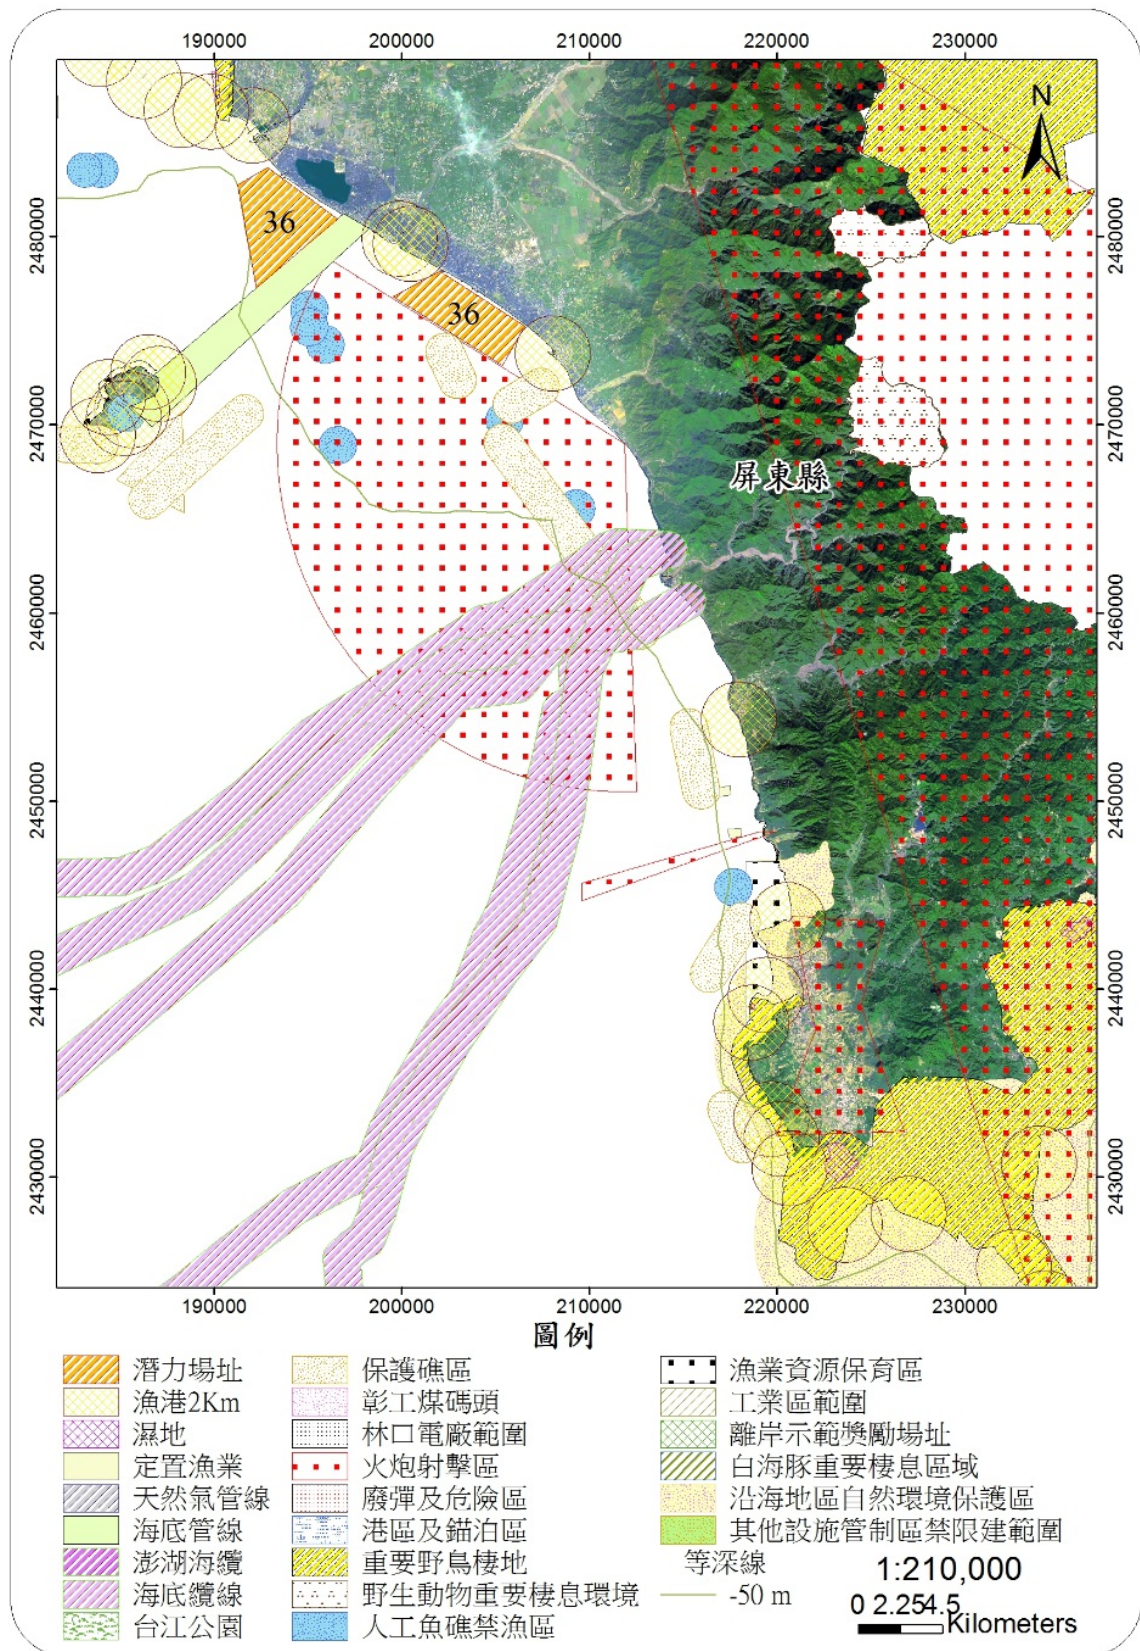 190000 200000 210000 220000 230000
N
2480000 2480000
36
36
2470000 2470000
屏東縣
2460000 2460000
2450000 2450000
2440000 2440000
2430000 2430000
190000 200000 210000 220000 230000
圖例
潛力場址 保護礁區 漁業資源保育區
漁港2Km 彰工煤碼頭 工業區範圍
濕地 林口電廠範圍 離岸示範獎勵場址
定置漁業 火炮射擊區 白海豚重要棲息區域
天然氣管線 廢彈及危險區 沿海地區自然環境保護區
海底管線 港區及錨泊區 其他設施管制區禁限建範圍
澎湖海纜 重要野鳥棲地 等深線 1:210,000
海底纜線 野生動物重要棲息環境 -50 m 0 2.254.5
台江公園 人工魚礁禁漁區 Kilometers